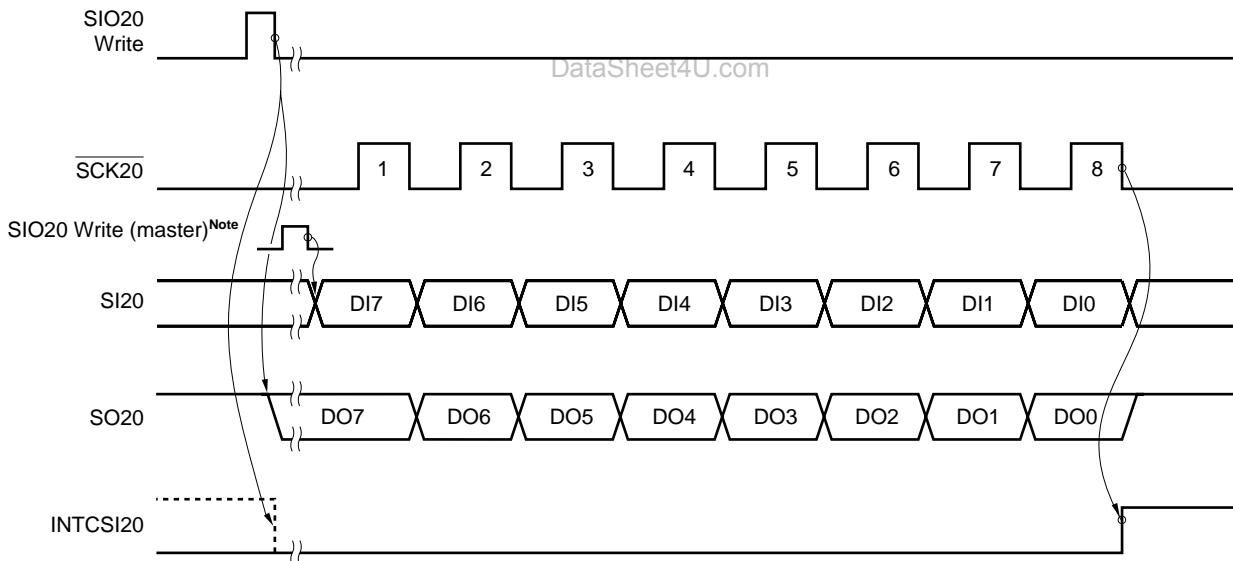 SIO20
Write
DataSheet4U.com
SCK20
1 2 3 4 5 6 7 8
SIO20 Write (master)Note
SI20
DI7 DI6 DI5 DI4 DI3 DI2 DI1 DI0
SO20
DO7 DO6 DO5 DO4 DO3 DO2 DO1 DO0
INTCSI20